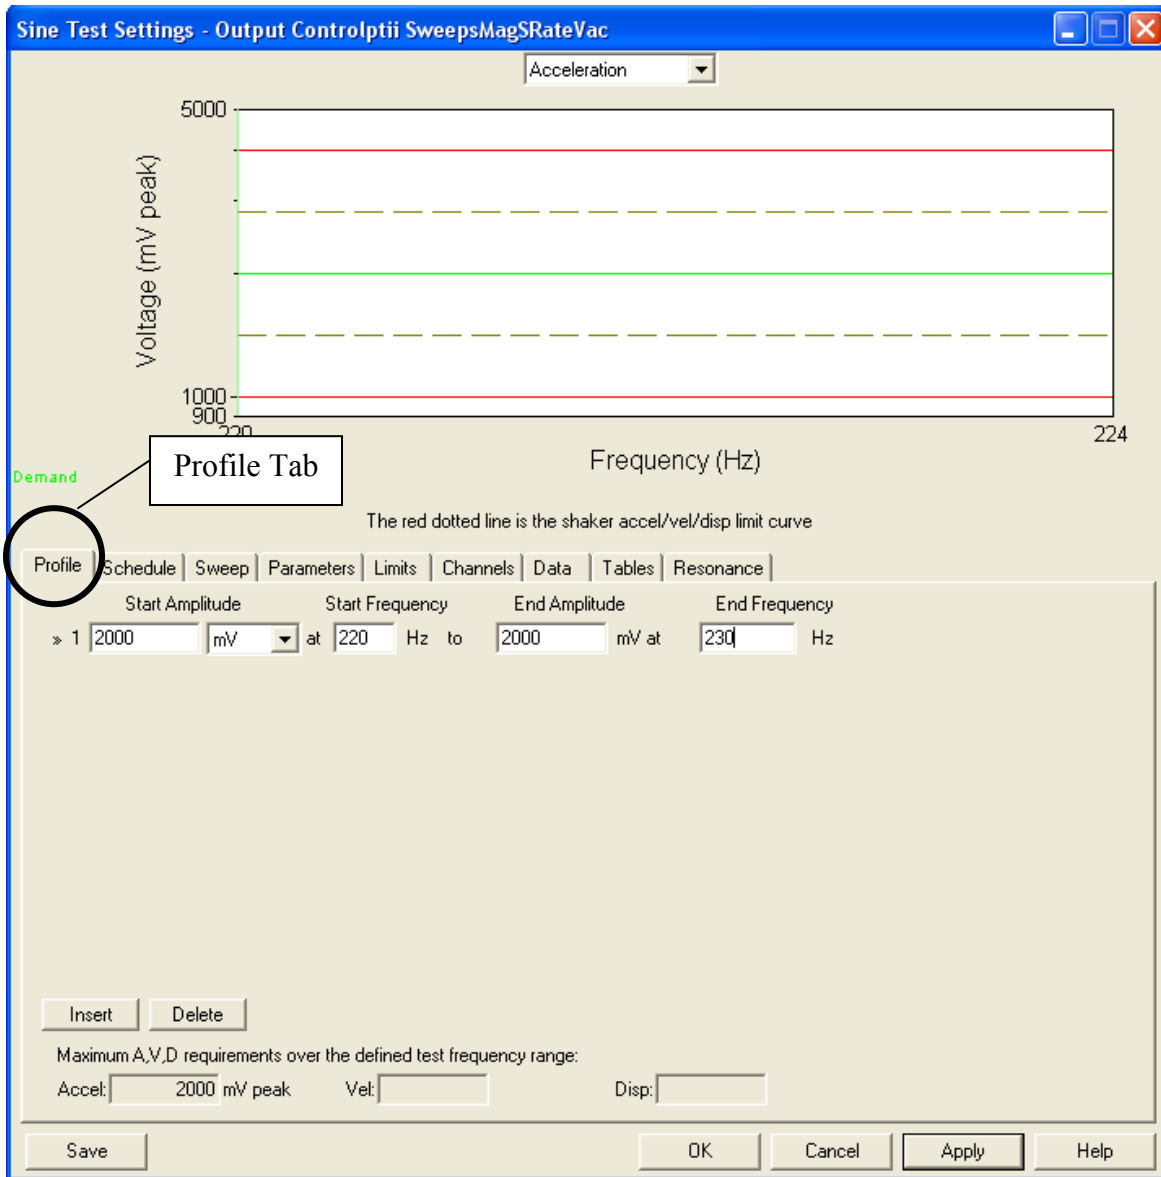 Sine Test Settings - Output Controlptii SweepsMagSRateVac
Acceleration
5000
Voltage (mV peak)
1000
900
220
224
Frequency (Hz)
Demand
Profile Tab
The red dotted line is the shaker accel/vel/disp limit curve
Profile Schedule Sweep Parameters Limits Channels Data Tables Resonance
Start Amplitude Start Frequency End Amplitude End Frequency
» 1 2000 mV at 220 Hz to 2000 mV at 230 Hz
Insert Delete
Maximum A,V,D requirements over the defined test frequency range:
Accel: 2000 mV peak Vel: Disp:
Save OK Cancel Apply Help